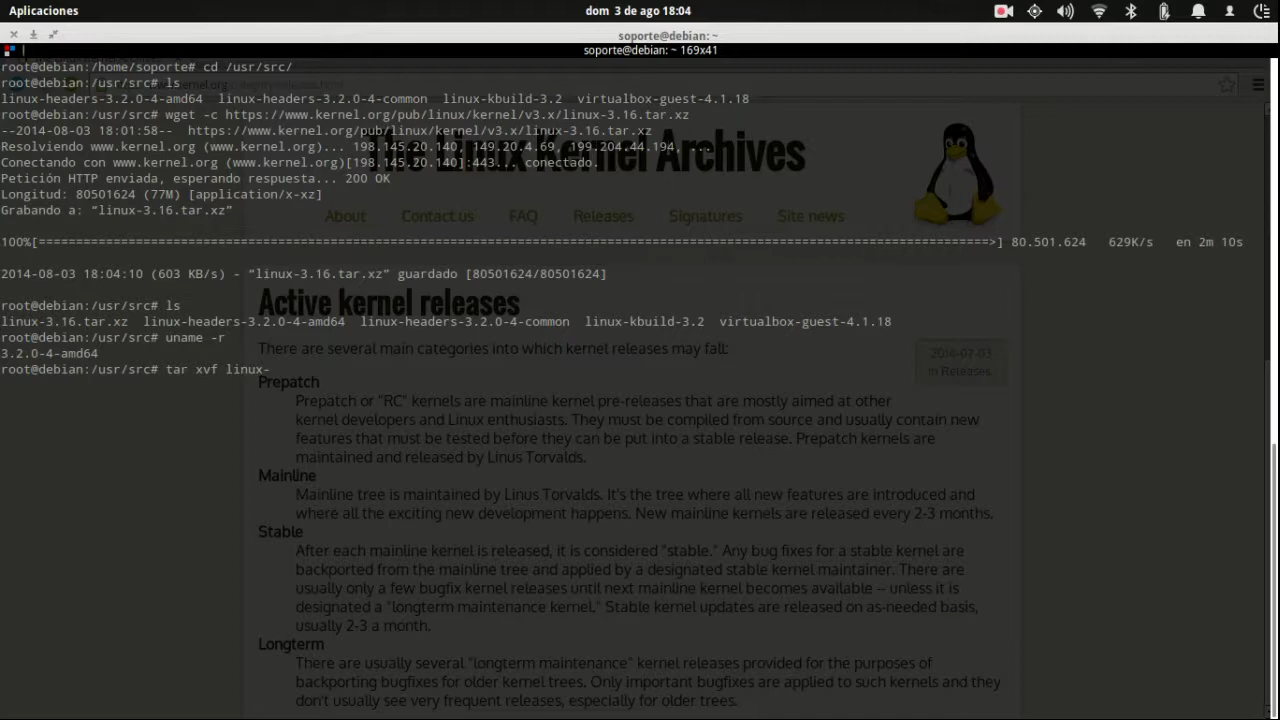 Aplicaciones
dom 3 de ago 18:04
soporte@debian: ~
soporte@debian: ~ 169x41
root@debian:/home/soporte# cd /usr/src/
root@debian:/usr/src# ls
linux-headers-3.2.0-4-amd64  linux-headers-3.2.0-4-common  linux-kbuild-3.2  virtualbox-guest-4.1.18
root@debian:/usr/src# wget -c https://www.kernel.org/pub/linux/kernel/v3.x/linux-3.16.tar.xz
--2014-08-03 18:01:58--  https://www.kernel.org/pub/linux/kernel/v3.x/linux-3.16.tar.xz
Resolviendo www.kernel.org (www.kernel.org)... 198.145.20.140, 149.20.4.69, 199.204.44.194, ...
Conectando con www.kernel.org (www.kernel.org)[198.145.20.140]:443... conectado.
Petición HTTP enviada, esperando respuesta... 200 OK
Longitud: 80501624 (77M) [application/x-xz]
Grabando a: “linux-3.16.tar.xz”
100%[=================================================================================================================================>] 80.501.624   629K/s   en 2m 10s
2014-08-03 18:04:10 (603 KB/s) - “linux-3.16.tar.xz” guardado [80501624/80501624]
root@debian:/usr/src# ls
linux-3.16.tar.xz  linux-headers-3.2.0-4-amd64  linux-headers-3.2.0-4-common  linux-kbuild-3.2  virtualbox-guest-4.1.18
root@debian:/usr/src# uname -r
3.2.0-4-amd64
root@debian:/usr/src# tar xvf linux-
The Linux Kernel Archives
About
Contact us
FAQ
Releases
Signatures
Site news
Active kernel releases
There are several main categories into which kernel releases may fall:
2014-07-03
in Releases.
Prepatch
Prepatch or "RC" kernels are mainline kernel pre-releases that are mostly aimed at other
kernel developers and Linux enthusiasts. They must be compiled from source and usually contain new
features that must be tested before they can be put into a stable release. Prepatch kernels are
maintained and released by Linus Torvalds.
Mainline
Mainline tree is maintained by Linus Torvalds. It's the tree where all new features are introduced and
where all the exciting new development happens. New mainline kernels are released every 2-3 months.
Stable
After each mainline kernel is released, it is considered "stable." Any bug fixes for a stable kernel are
backported from the mainline tree and applied by a designated stable kernel maintainer. There are
usually only a few bugfix kernel releases until next mainline kernel becomes available -- unless it is
designated a "longterm maintenance kernel." Stable kernel updates are released on as-needed basis,
usually 2-3 a month.
Longterm
There are usually several "longterm maintenance" kernel releases provided for the purposes of
backporting bugfixes for older kernel trees. Only important bugfixes are applied to such kernels and they
don't usually see very frequent releases, especially for older trees.